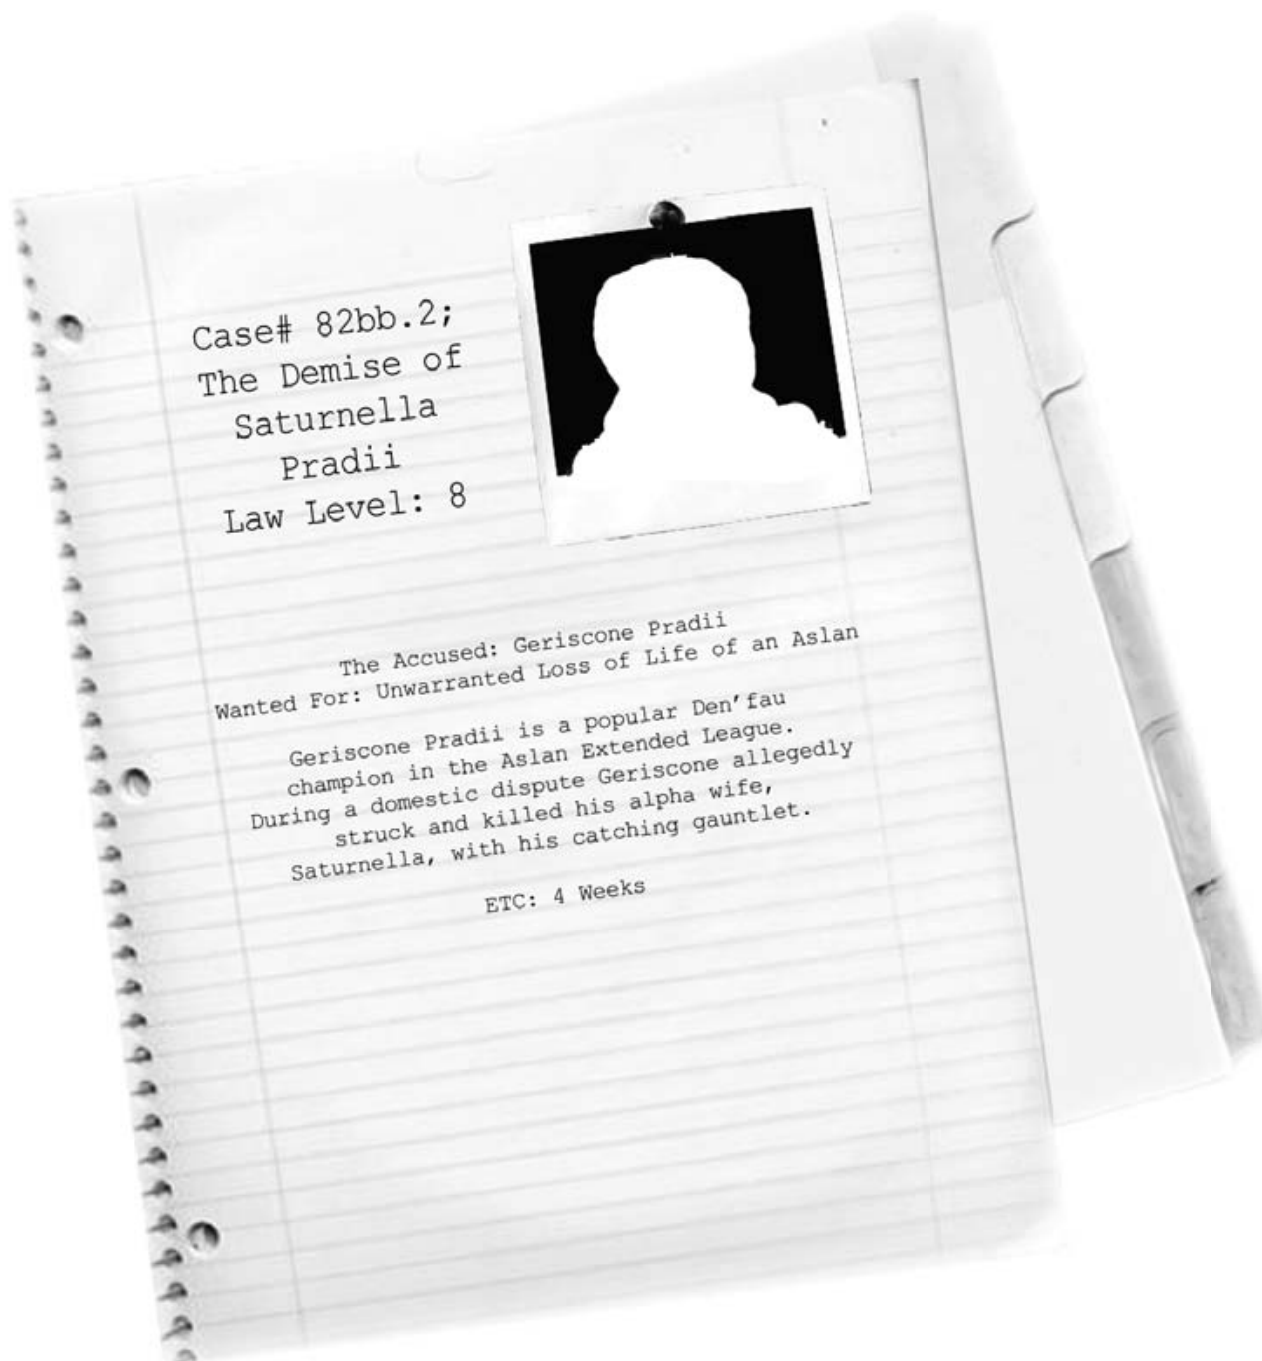 Case# 82bb.2;
The Demise of
Saturnella
Pradii
Law Level: 8
The Accused: Geriscone Pradii
Wanted For: Unwarranted Loss of Life of an Aslan
Geriscone Pradii is a popular Den'fau
champion in the Aslan Extended League.
During a domestic dispute Geriscone allegedly
struck and killed his alpha wife,
Saturnella, with his catching gauntlet.
ETC: 4 Weeks